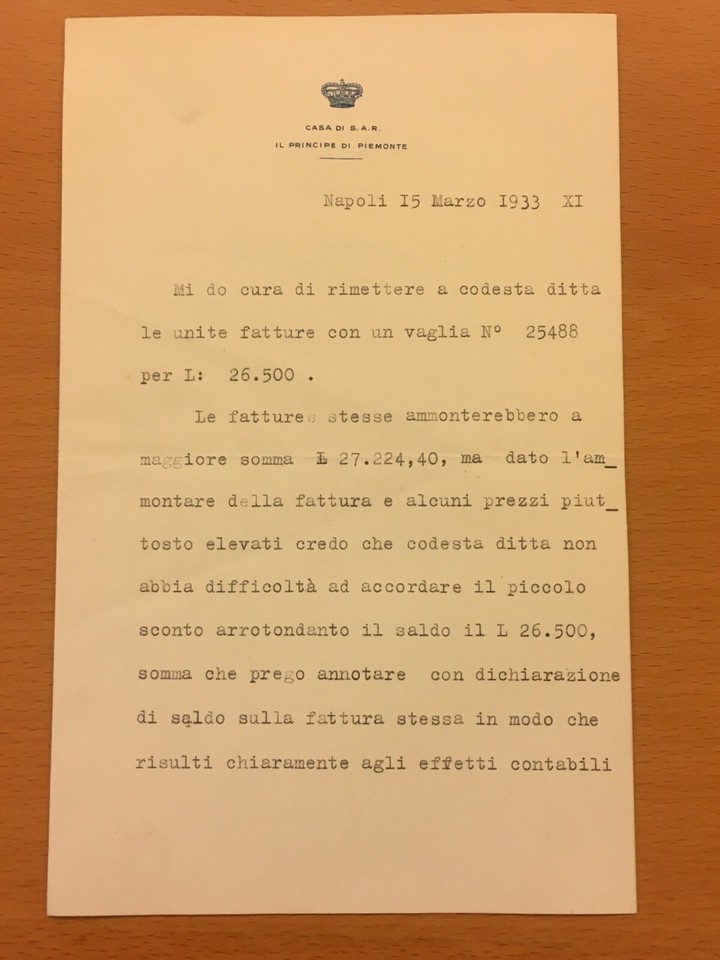 CASA DI S.A.R.
IL PRINCIPE DI PIEMONTE
Napoli I5 Marzo I933 XI
Mi do cura di rimettere a codesta ditta
le unite fatture con un vaglia Nº 25488
per L: 26.500 .
Le fatture stesse ammonterebbero a
maggiore somma L 27.224,40, ma dato l'am_
montare della fattura e alcuni prezzi piut_
tosto elevati credo che codesta ditta non
abbia difficoltà ad accordare il piccolo
sconto arrotondanto il saldo il L 26.500,
somma che prego annotare con dichiarazione
di saldo sulla fattura stessa in modo che
risulti chiaramente agli effetti contabili